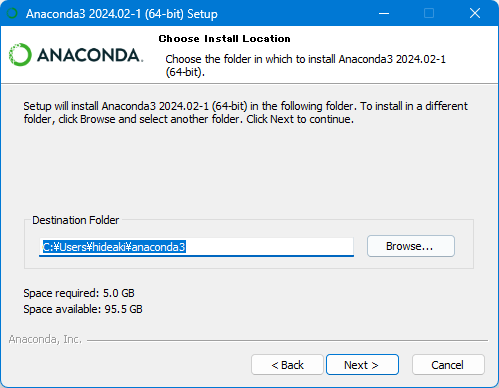 Anaconda3 2024.02-1 (64-bit) Setup
ANACONDA.
Choose Install Location
Choose the folder in which to install Anaconda3 2024.02-1
(64-bit).
Setup will install Anaconda3 2024.02-1 (64-bit) in the following folder. To install in a different
folder, click Browse and select another folder. Click Next to continue.
Destination Folder
C:¥Users¥hideaki¥anaconda3
Browse...
Space required: 5.0 GB
Space available: 95.5 GB
Anaconda, Inc.
< Back
Next >
Cancel